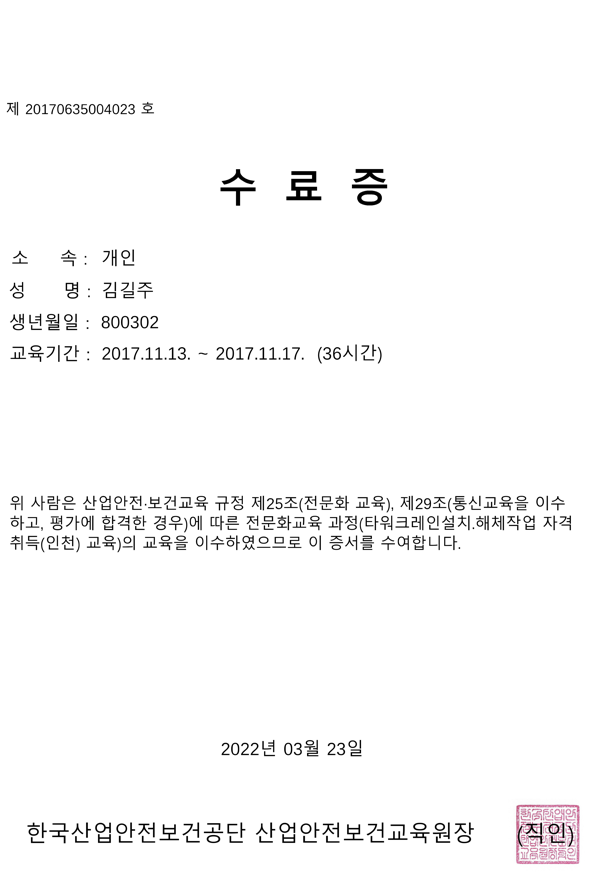 제 20170635004023 호
수 료 증
소 속 : 개인
성 명 : 김길주
생년월일 : 800302
교육기간 : 2017.11.13. ~ 2017.11.17. (36시간)
위 사람은 산업안전·보건교육 규정 제25조(전문화 교육), 제29조(통신교육을 이수
하고, 평가에 합격한 경우)에 따른 전문화교육 과정(타워크레인설치.해체작업 자격
취득(인천) 교육)의 교육을 이수하였으므로 이 증서를 수여합니다.
2022년 03월 23일
한국산업안전보건공단 산업안전보건교육원장 (직인)